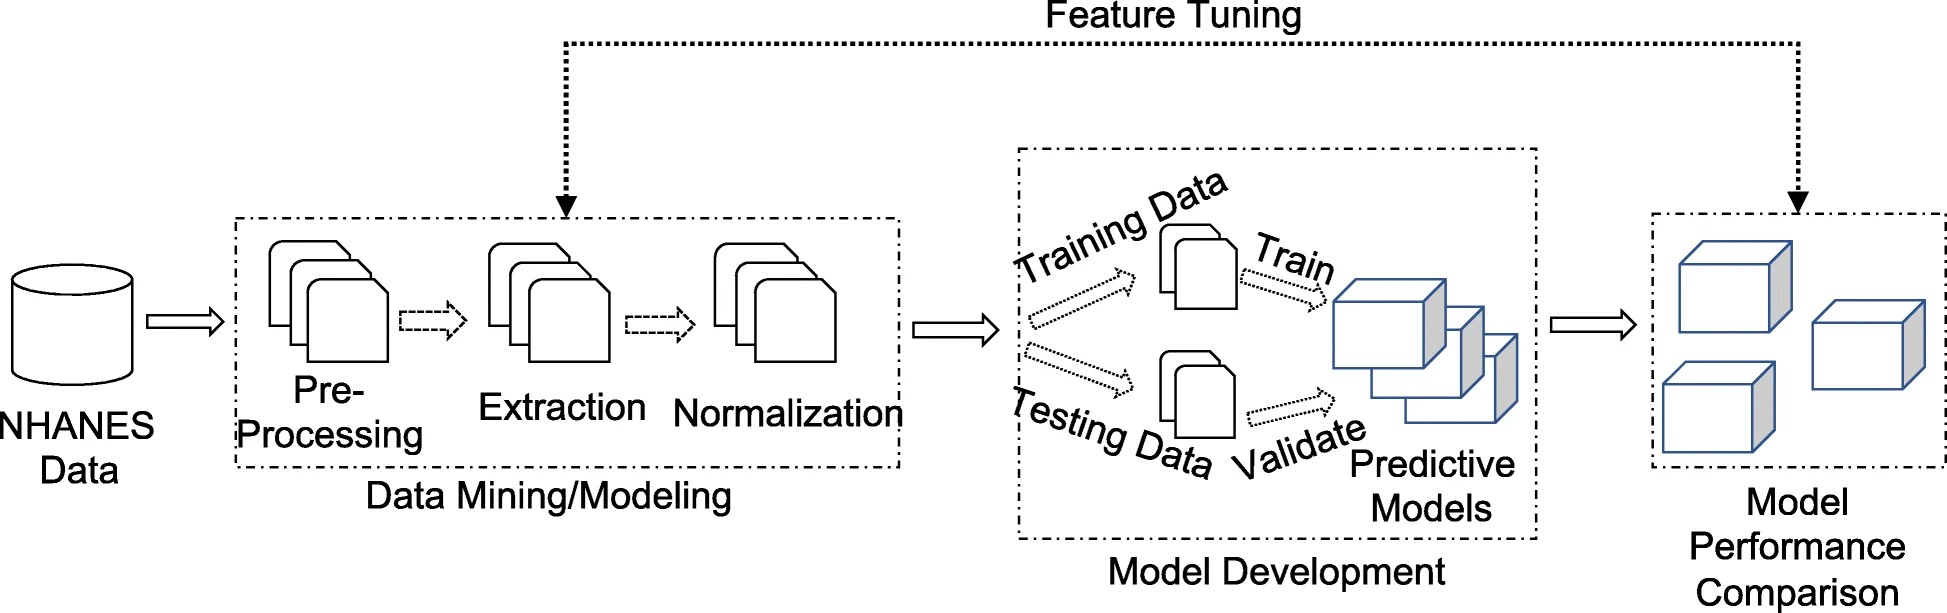 Feature Tuning
NHANES
Data
Pre-
Processing
Extraction
Normalization
Data Mining/Modeling
Training Data
Train
Testing Data
Validate
Predictive
Models
Model Development
Model
Performance
Comparison